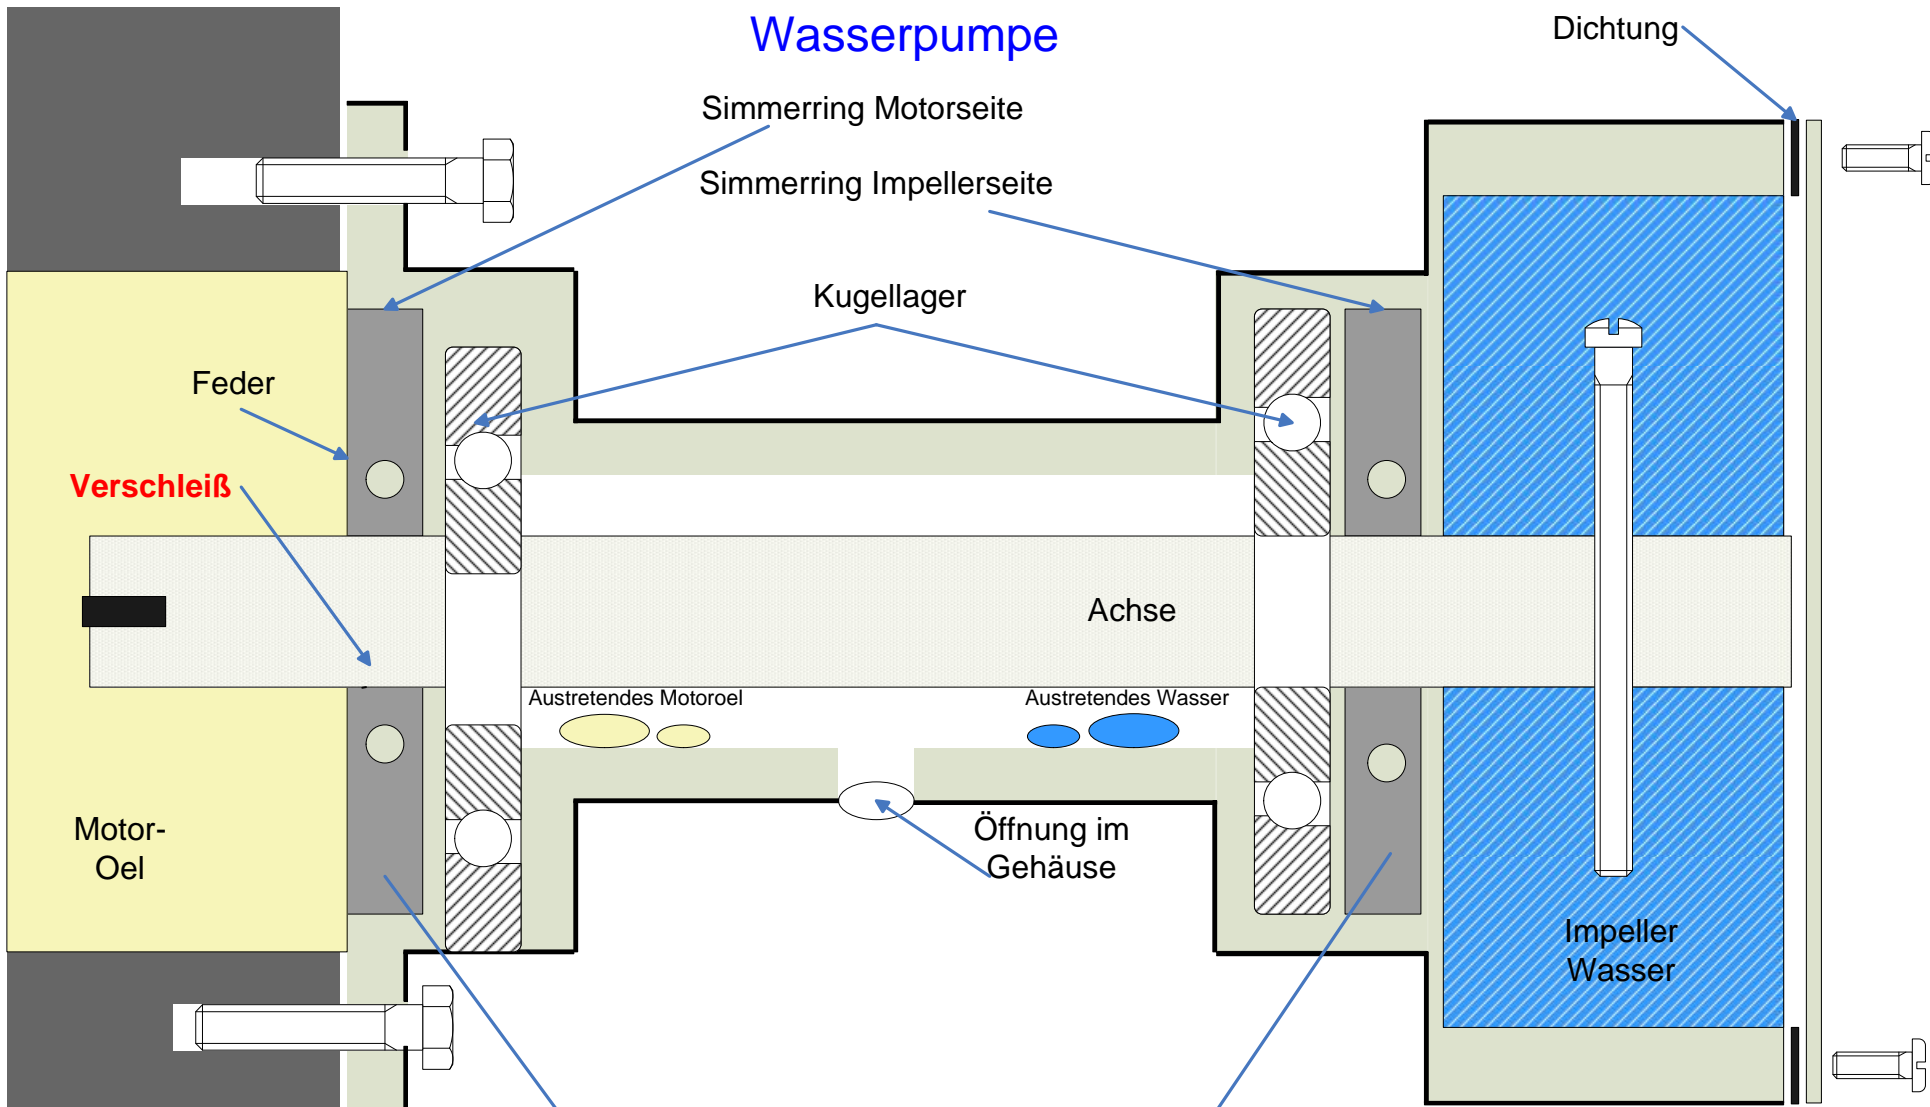 Wasserpumpe
Dichtung
Simmerring Motorseite
Simmerring Impellerseite
Kugellager
Feder
Verschleiß
Achse
Austretendes Motoroel
Austretendes Wasser
Motor-
Oel
Öffnung im
Gehäuse
Impeller
Wasser